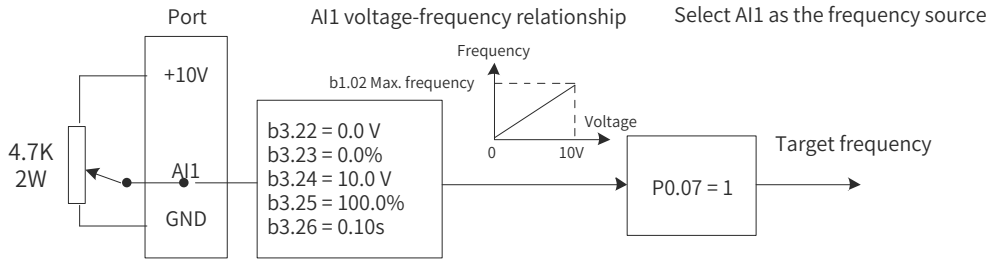 Port
AI1 voltage-frequency relationship
Select AI1 as the frequency source
Frequency
b1.02 Max. frequency
Voltage
0
10V
+10V
4.7K
2W
AI1
GND
b3.22 = 0.0 V
b3.23 = 0.0%
b3.24 = 10.0 V
b3.25 = 100.0%
b3.26 = 0.10s
P0.07 = 1
Target frequency